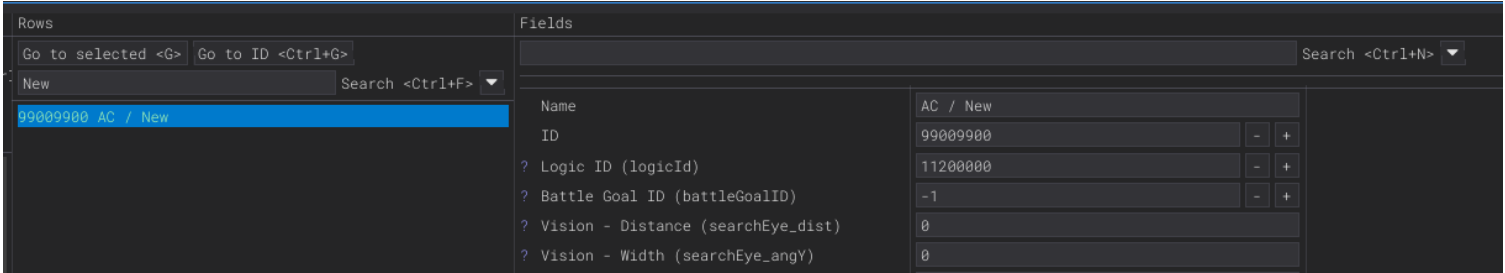 Rows
Fields
Go to selected <G> Go to ID <Ctrl+G>
Search <Ctrl+N>
New Search <Ctrl+F>
99009900 AC / New
Name AC / New
ID 99009900 - +
? Logic ID (logicId) 11200000 - +
? Battle Goal ID (battleGoalID) -1 - +
? Vision - Distance (searchEye_dist) 0
? Vision - Width (searchEye_angY) 0